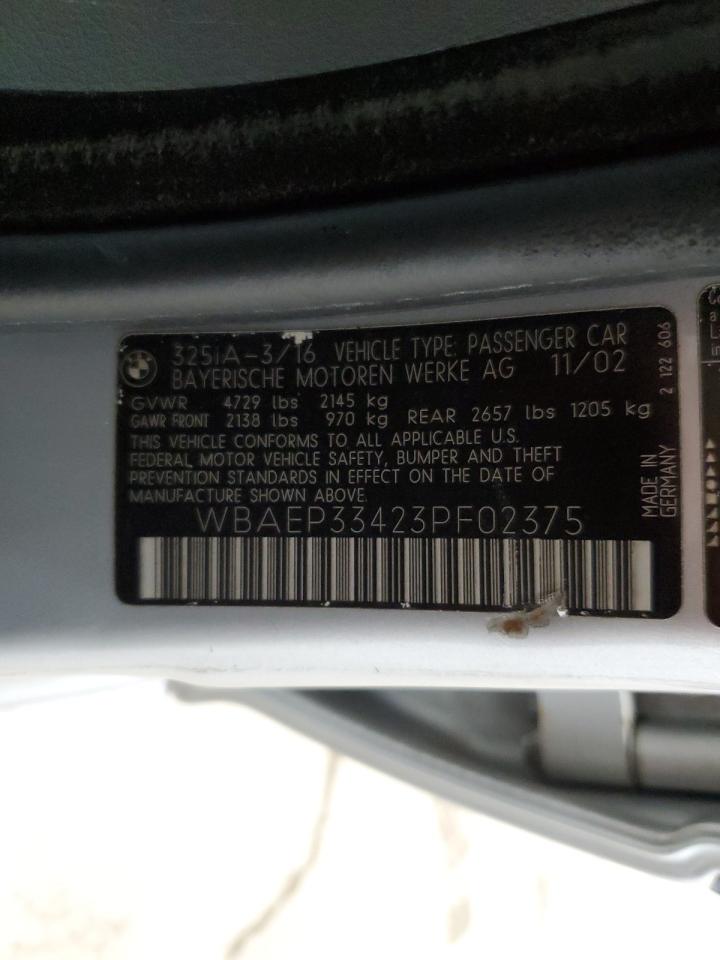 325iA-3/16 VEHICLE TYPE: PASSENGER CAR
BAYERISCHE MOTOREN WERKE AG 11/02
GVWR 4729 lbs 2145 kg
GAWR FRONT 2138 lbs 970 kg REAR 2657 lbs 1205 kg
THIS VEHICLE CONFORMS TO ALL APPLICABLE U.S.
FEDERAL MOTOR VEHICLE SAFETY, BUMPER AND THEFT
PREVENTION STANDARDS IN EFFECT ON THE DATE OF
MANUFACTURE SHOWN ABOVE.
WBAEP33423PF02375
MADE IN
GERMANY
2 122 606